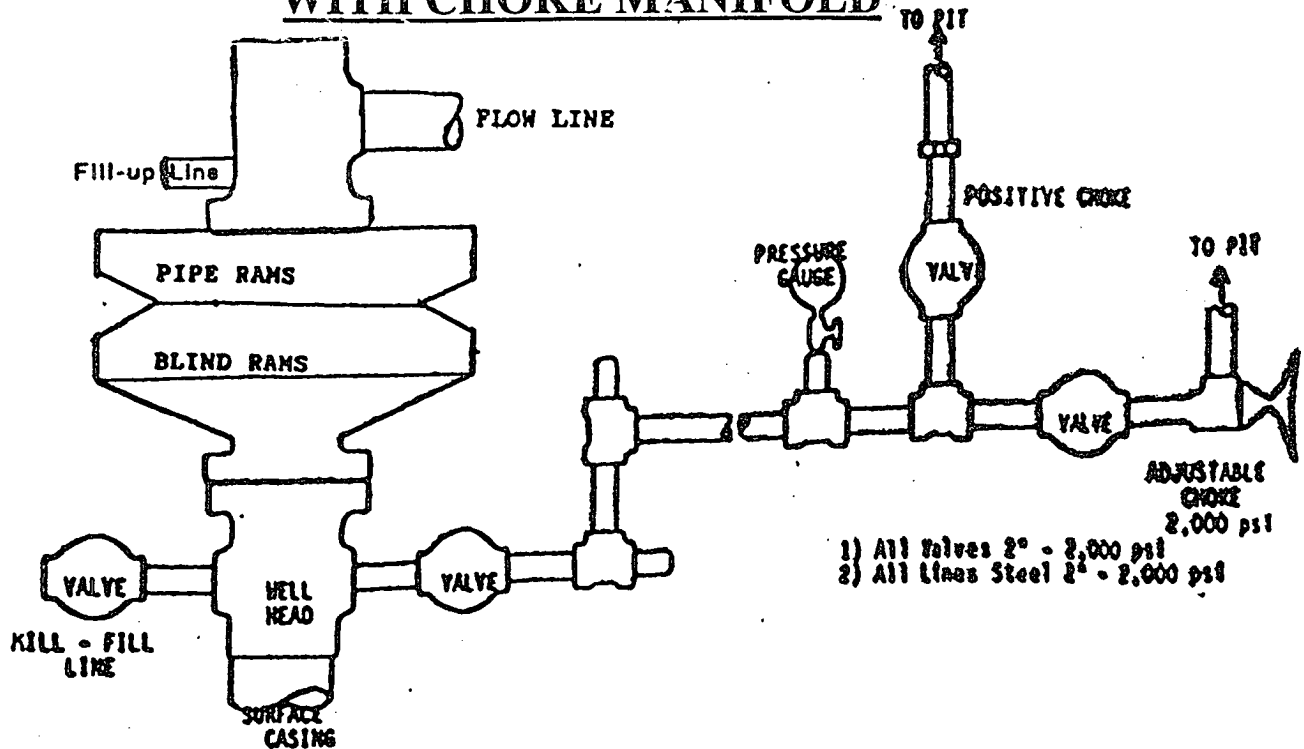 WITH CHOKE MANIFOLD
TO PIT
FLOW LINE
Fill-up Line
POSITIVE CHOKE
PRESSURE
GAUGE
VALV
TO PIT
PIPE RAMS
BLIND RAMS
VALVE
ADJUSTABLE
CHOKE
2,000 psi
1) All Valves 2" - 2,000 psi
2) All Lines Steel 2" - 2,000 psi
VALVE
WELL
HEAD
VALVE
KILL - FILL
LINE
SURFACE
CASING